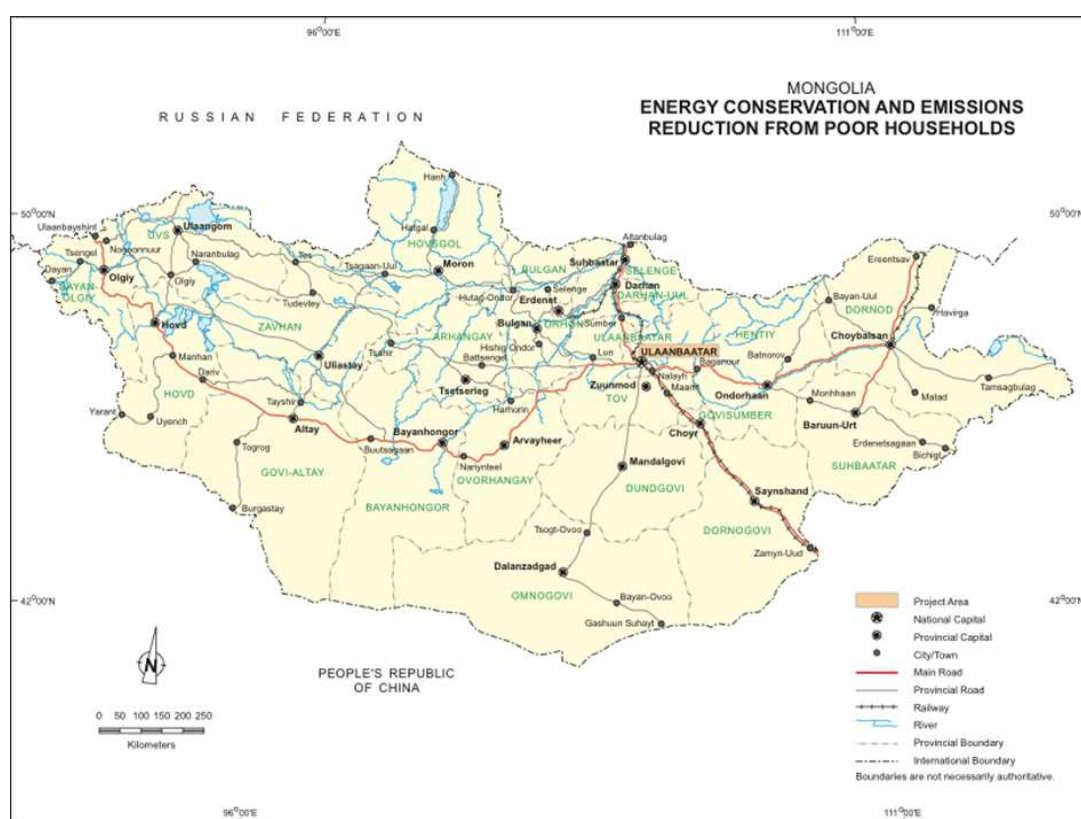 96°00'E
111°00'E
MONGOLIA
ENERGY CONSERVATION AND EMISSIONS
REDUCTION FROM POOR HOUSEHOLDS
RUSSIAN FEDERATION
Hanh
50°00'N
50°00'N
Ulaanbayshint
UVS
Ulaangom
Hatgal
HOVSGOL
Altanbulag
Tsengel
Nogoonnuur
Naranbulag
Tes
Tsagaan-Uul
Moron
BULGAN
Suhbaatar
SELENGE
Ereentsav
Dayan
Olgiy
BAYAN-
OLGIY
Olgiy
Tudevtey
Hutag-Ondor
Selenge
Darhan
DARHAN-UUL
Bayan-Uul
DORNOD
Havirga
Erdenet
Hovd
ZAVHAN
ARHANGAY
Bulgan
ORHON
Sumber
ULAANBAATAR
HENTIY
Choybalsan
Manhan
Uliastay
Tsahir
Hishig Ondor
Battsengel
Lun
ULAANBAATAR
Baganuur
Batnorov
Dariv
HOVD
Tsetserleg
Zuunmod
Nalayh
Maant
TOV
Ondorhaan
Monhhaan
Matad
Tamsagbulag
Yarant
Uyench
Tayshir
Altay
Harhorin
GOVISUMBER
Baruun-Urt
Bayanhongor
Arvayheer
Choyr
Erdenetsagaan
Bichigt
Togrog
Buutsagaan
Nariynteel
Mandalgovi
SUHBAATAR
GOVI-ALTAY
OVORHANGAY
DUNDGOVI
Saynshand
BAYANHONGOR
DORNOGOVI
Burgastay
Tsogt-Ovoo
Zamyn-Uud
Dalanzadgad
OMNOGOVI
Bayan-Ovoo
Gashuun Suhayt
42°00'N
42°00'N
Project Area
National Capital
Provincial Capital
City/Town
Main Road
Provincial Road
Railway
River
Provincial Boundary
International Boundary
Boundaries are not necessarily authoritative.
PEOPLE'S REPUBLIC
OF CHINA
N
0 50 100 150 200 250
Kilometers
96°00'E
111°00'E